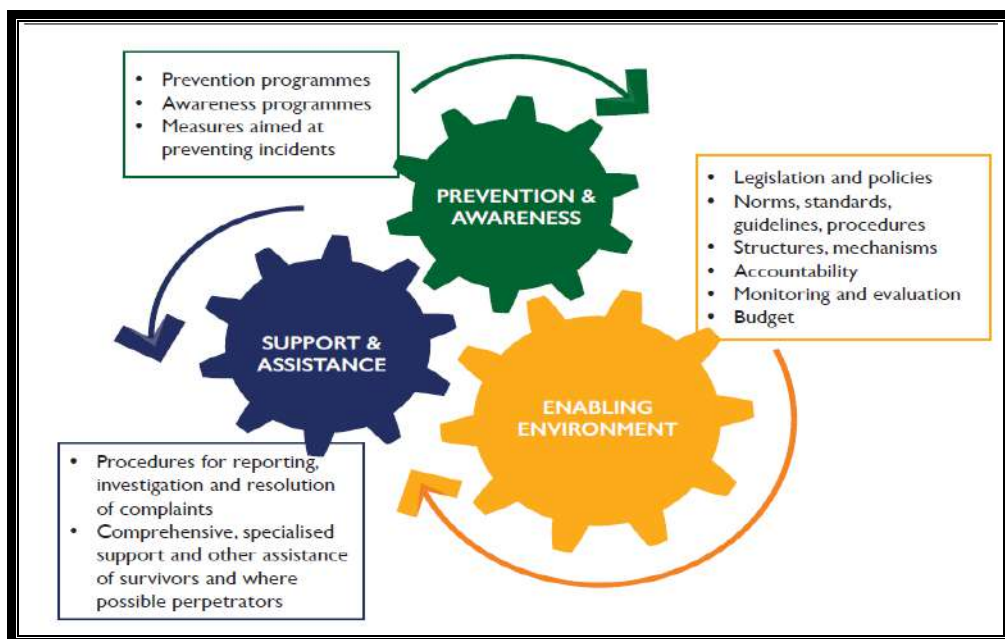 • Prevention programmes
• Awareness programmes
• Measures aimed at
preventing incidents
PREVENTION &
AWARENESS
• Legislation and policies
• Norms, standards,
guidelines, procedures
• Structures, mechanisms
• Accountability
• Monitoring and evaluation
• Budget
SUPPORT &
ASSISTANCE
ENABLING
ENVIRONMENT
• Procedures for reporting,
investigation and resolution
of complaints
• Comprehensive, specialised
support and other assistance
of survivors and where
possible perpetrators